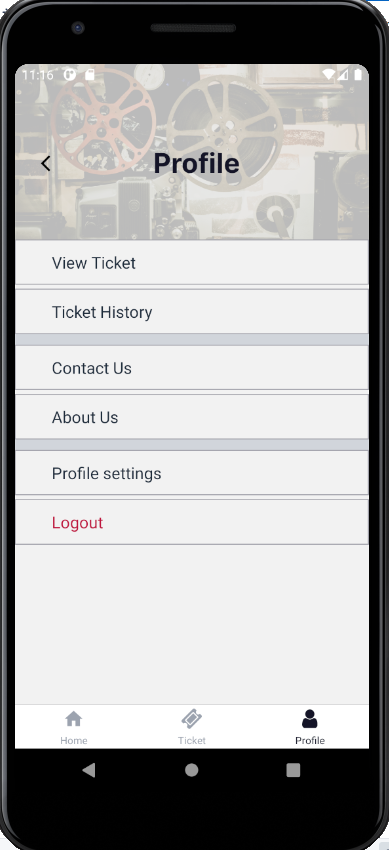 11:16
Profile
View Ticket
Ticket History
Contact Us
About Us
Profile settings
Logout
Home
Ticket
Profile